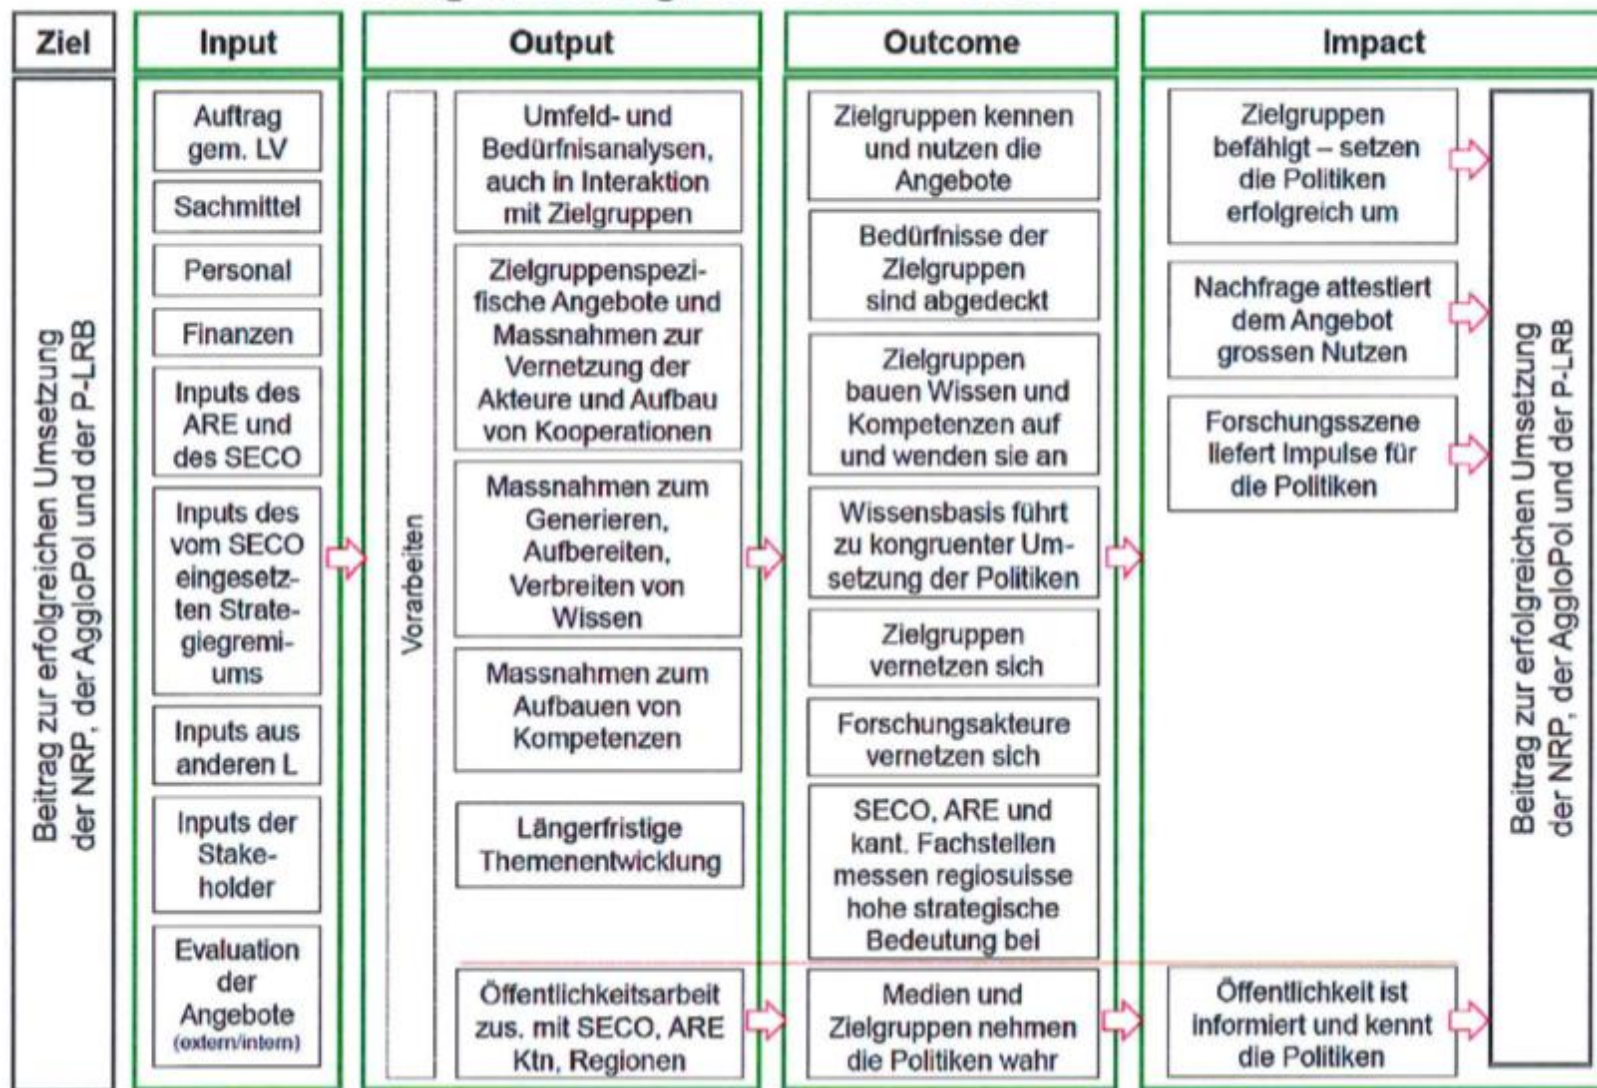 Ziel
Input
Output
Outcome
Impact
Beitrag zur erfolgreichen Umsetzung
der NRP, der AggloPol und der P-LRB
Auftrag
gem. LV
Sachmittel
Personal
Finanzen
Inputs des
ARE und
des SECO
Inputs des
vom SECO
eingesetz-
ten Strate-
giegremi-
ums
Inputs aus
anderen L
Inputs der
Stake-
holder
Evaluation
der
Angebote
(extern/intern)
Vorarbeiten
Umfeld- und
Bedürfnisanalysen,
auch in Interaktion
mit Zielgruppen
Zielgruppenspezi-
fische Angebote und
Massnahmen zur
Vernetzung der
Akteure und Aufbau
von Kooperationen
Massnahmen zum
Generieren,
Aufbereiten,
Verbreiten von
Wissen
Massnahmen zum
Aufbauen von
Kompetenzen
Längerfristige
Themenentwicklung
Öffentlichkeitsarbeit
zus. mit SECO, ARE
Ktn, Regionen
Zielgruppen kennen
und nutzen die
Angebote
Bedürfnisse der
Zielgruppen
sind abgedeckt
Zielgruppen
bauen Wissen und
Kompetenzen auf
und wenden sie an
Wissensbasis führt
zu kongruenter Um-
setzung der Politiken
Zielgruppen
vernetzen sich
Forschungsakteure
vernetzen sich
SECO, ARE und
kant. Fachstellen
messen regiosuisse
hohe strategische
Bedeutung bei
Medien und
Zielgruppen nehmen
die Politiken wahr
Zielgruppen
befähigt – setzen
die Politiken
erfolgreich um
Nachfrage attestiert
dem Angebot
grossen Nutzen
Forschungsszene
liefert Impulse für
die Politiken
Öffentlichkeit ist
informiert und kennt
die Politiken
Beitrag zur erfolgreichen Umsetzung
der NRP, der AggloPol und der P-LRB